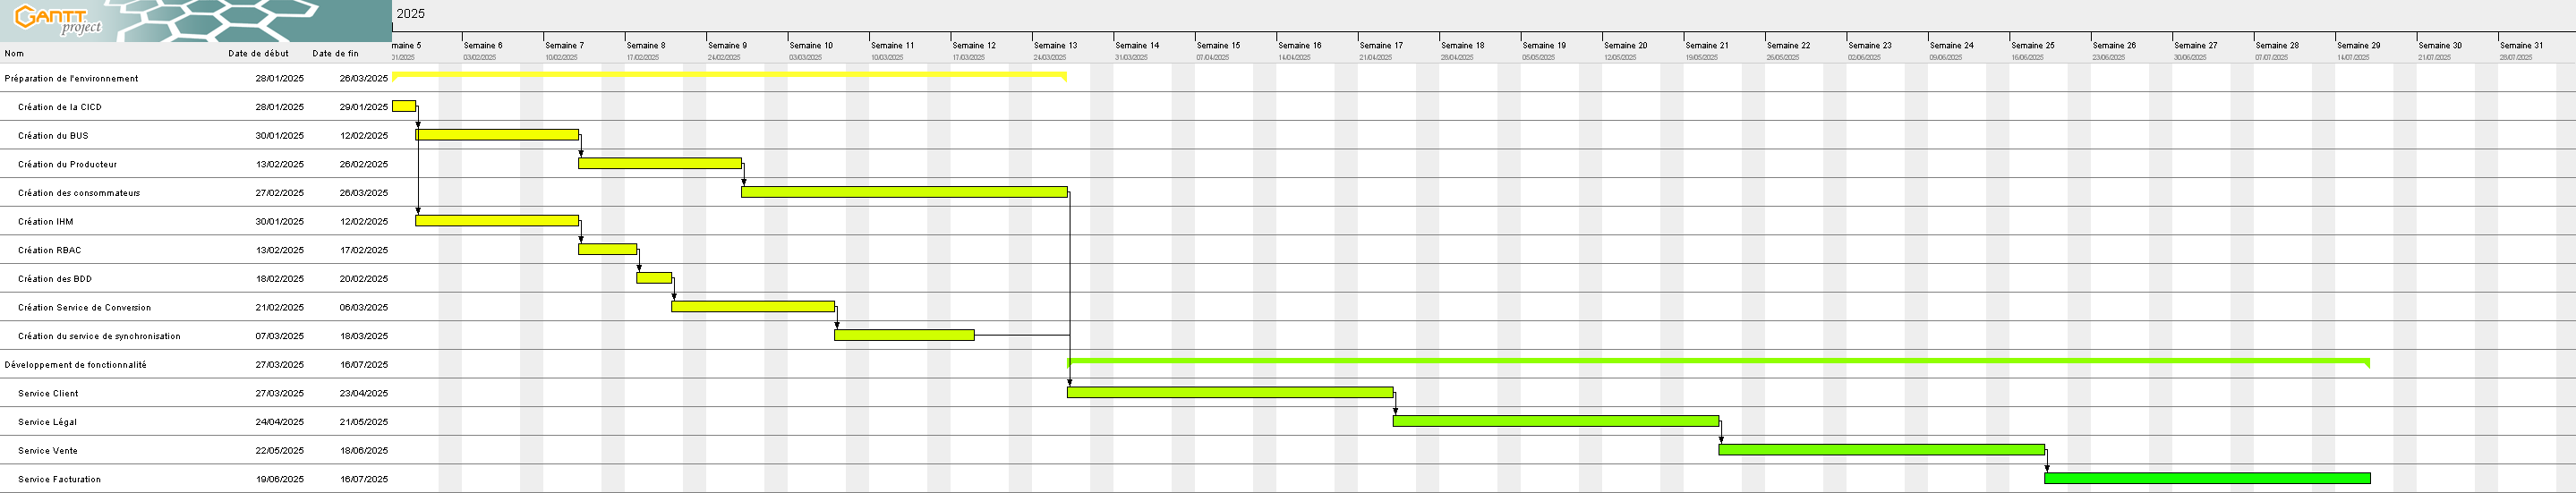 GANTT
project
2025
Nom Date de début Date de fin
maine 5 Semaine 6 Semaine 7 Semaine 8 Semaine 9 Semaine 10 Semaine 11 Semaine 12 Semaine 13 Semaine 14 Semaine 15 Semaine 16 Semaine 17 Semaine 18 Semaine 19 Semaine 20 Semaine 21 Semaine 22 Semaine 23 Semaine 24 Semaine 25 Semaine 26 Semaine 27 Semaine 28 Semaine 29 Semaine 30 Semaine 31
01/2025 03/02/2025 10/02/2025 17/02/2025 24/02/2025 03/03/2025 10/03/2025 17/03/2025 24/03/2025 31/03/2025 07/04/2025 14/04/2025 21/04/2025 28/04/2025 05/05/2025 12/05/2025 19/05/2025 26/05/2025 02/06/2025 09/06/2025 16/06/2025 23/06/2025 30/06/2025 07/07/2025 14/07/2025 21/07/2025 28/07/2025
Préparation de l'environnement 28/01/2025 26/03/2025
Création de la CICD 28/01/2025 29/01/2025
Création du BUS 30/01/2025 12/02/2025
Création du Producteur 13/02/2025 26/02/2025
Création des consommateurs 27/02/2025 26/03/2025
Création IHM 30/01/2025 12/02/2025
Création RBAC 13/02/2025 17/02/2025
Création des BDD 18/02/2025 20/02/2025
Création Service de Conversion 21/02/2025 06/03/2025
Création du service de synchronisation 07/03/2025 18/03/2025
Développement de fonctionnalité 27/03/2025 16/07/2025
Service Client 27/03/2025 23/04/2025
Service Légal 24/04/2025 21/05/2025
Service Vente 22/05/2025 18/06/2025
Service Facturation 19/06/2025 16/07/2025